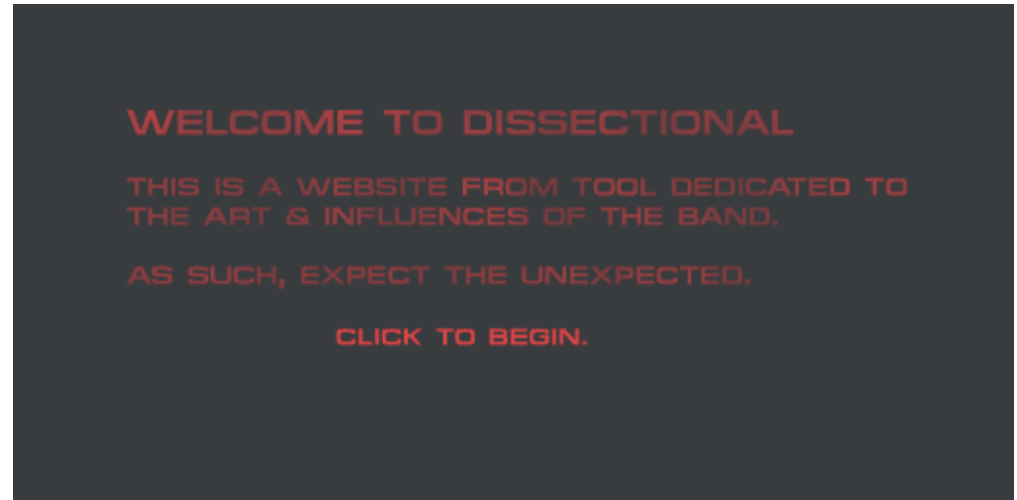 WELCOME TO DISSECTIONAL
THIS IS A WEBSITE FROM TOOL DEDICATED TO
THE ART & INFLUENCES OF THE BAND.
AS SUCH, EXPECT THE UNEXPECTED.
CLICK TO BEGIN.